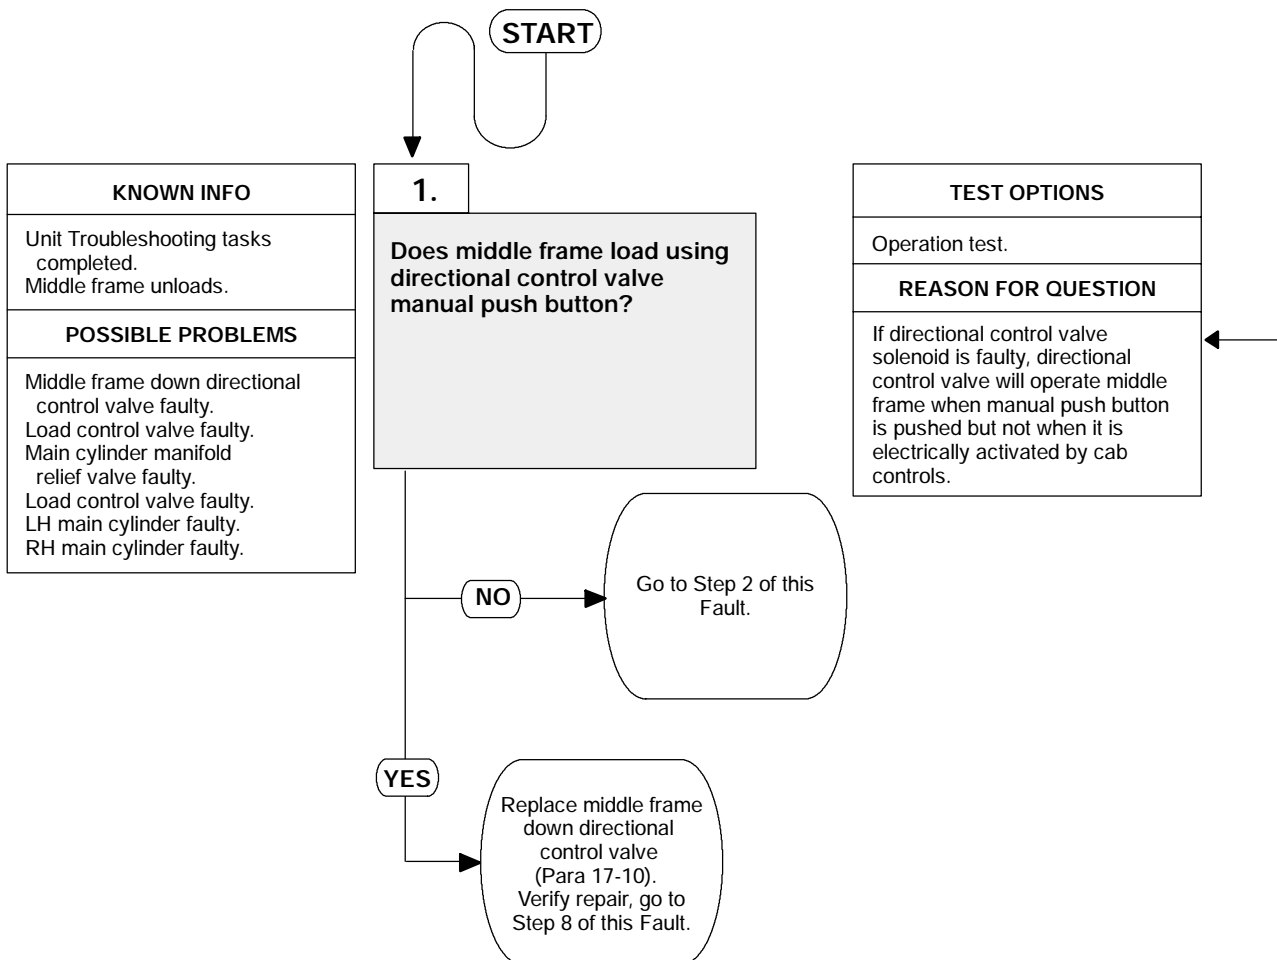 START
KNOWN INFO
Unit Troubleshooting tasks
completed.
Middle frame unloads.
POSSIBLE PROBLEMS
Middle frame down directional
control valve faulty.
Load control valve faulty.
Main cylinder manifold
relief valve faulty.
Load control valve faulty.
LH main cylinder faulty.
RH main cylinder faulty.
1.
Does middle frame load using
directional control valve
manual push button?
TEST OPTIONS
Operation test.
REASON FOR QUESTION
If directional control valve
solenoid is faulty, directional
control valve will operate middle
frame when manual push button
is pushed but not when it is
electrically activated by cab
controls.
NO
Go to Step 2 of this
Fault.
YES
Replace middle frame
down directional
control valve
(Para 17-10).
Verify repair, go to
Step 8 of this Fault.